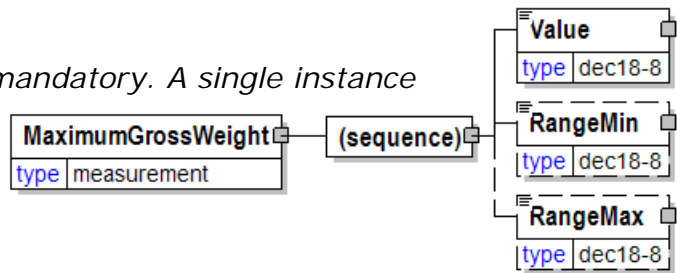 Value
type dec18-8
mandatory. A single instance
RangeMin
type dec18-8
MaximumGrossWeight
type measurement
(sequence)
RangeMax
type dec18-8